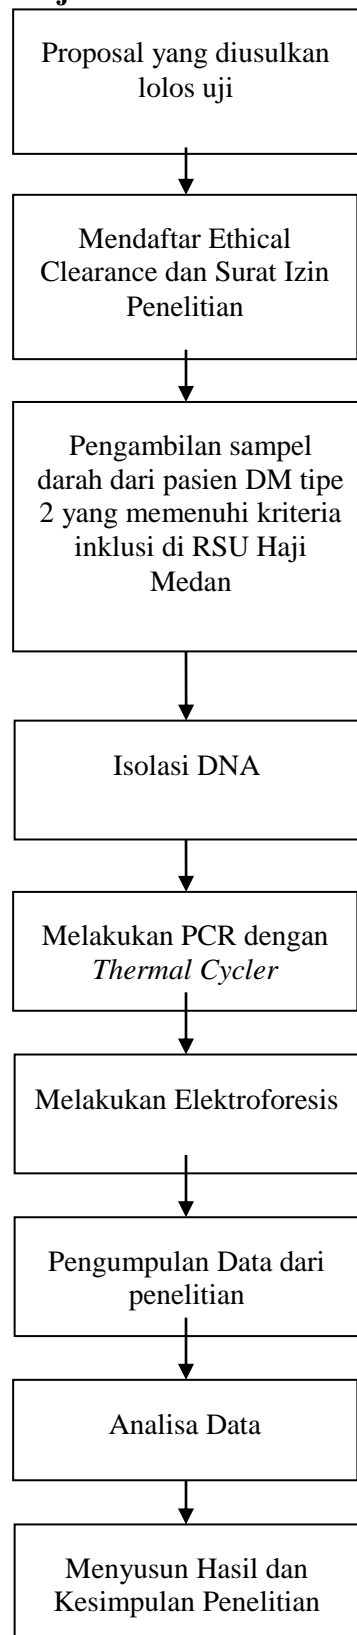 Proposal yang diusulkan
lolos uji
Mendaftar Ethical
Clearance dan Surat Izin
Penelitian
Pengambilan sampel
darah dari pasien DM tipe
2 yang memenuhi kriteria
inklusi di RSU Haji
Medan
Isolasi DNA
Melakukan PCR dengan
Thermal Cycler
Melakukan Elektroforesis
Pengumpulan Data dari
penelitian
Analisa Data
Menyusun Hasil dan
Kesimpulan Penelitian